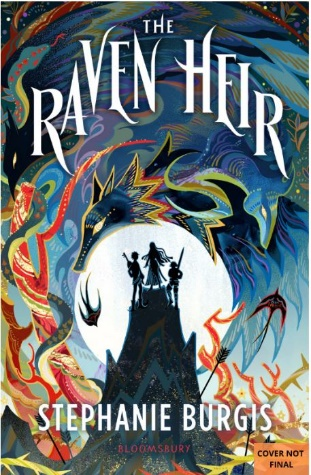 THE
RAVEN HEIR
STEPHANIE BURGIS
BLOOMSBURY
COVER NOT
FINAL